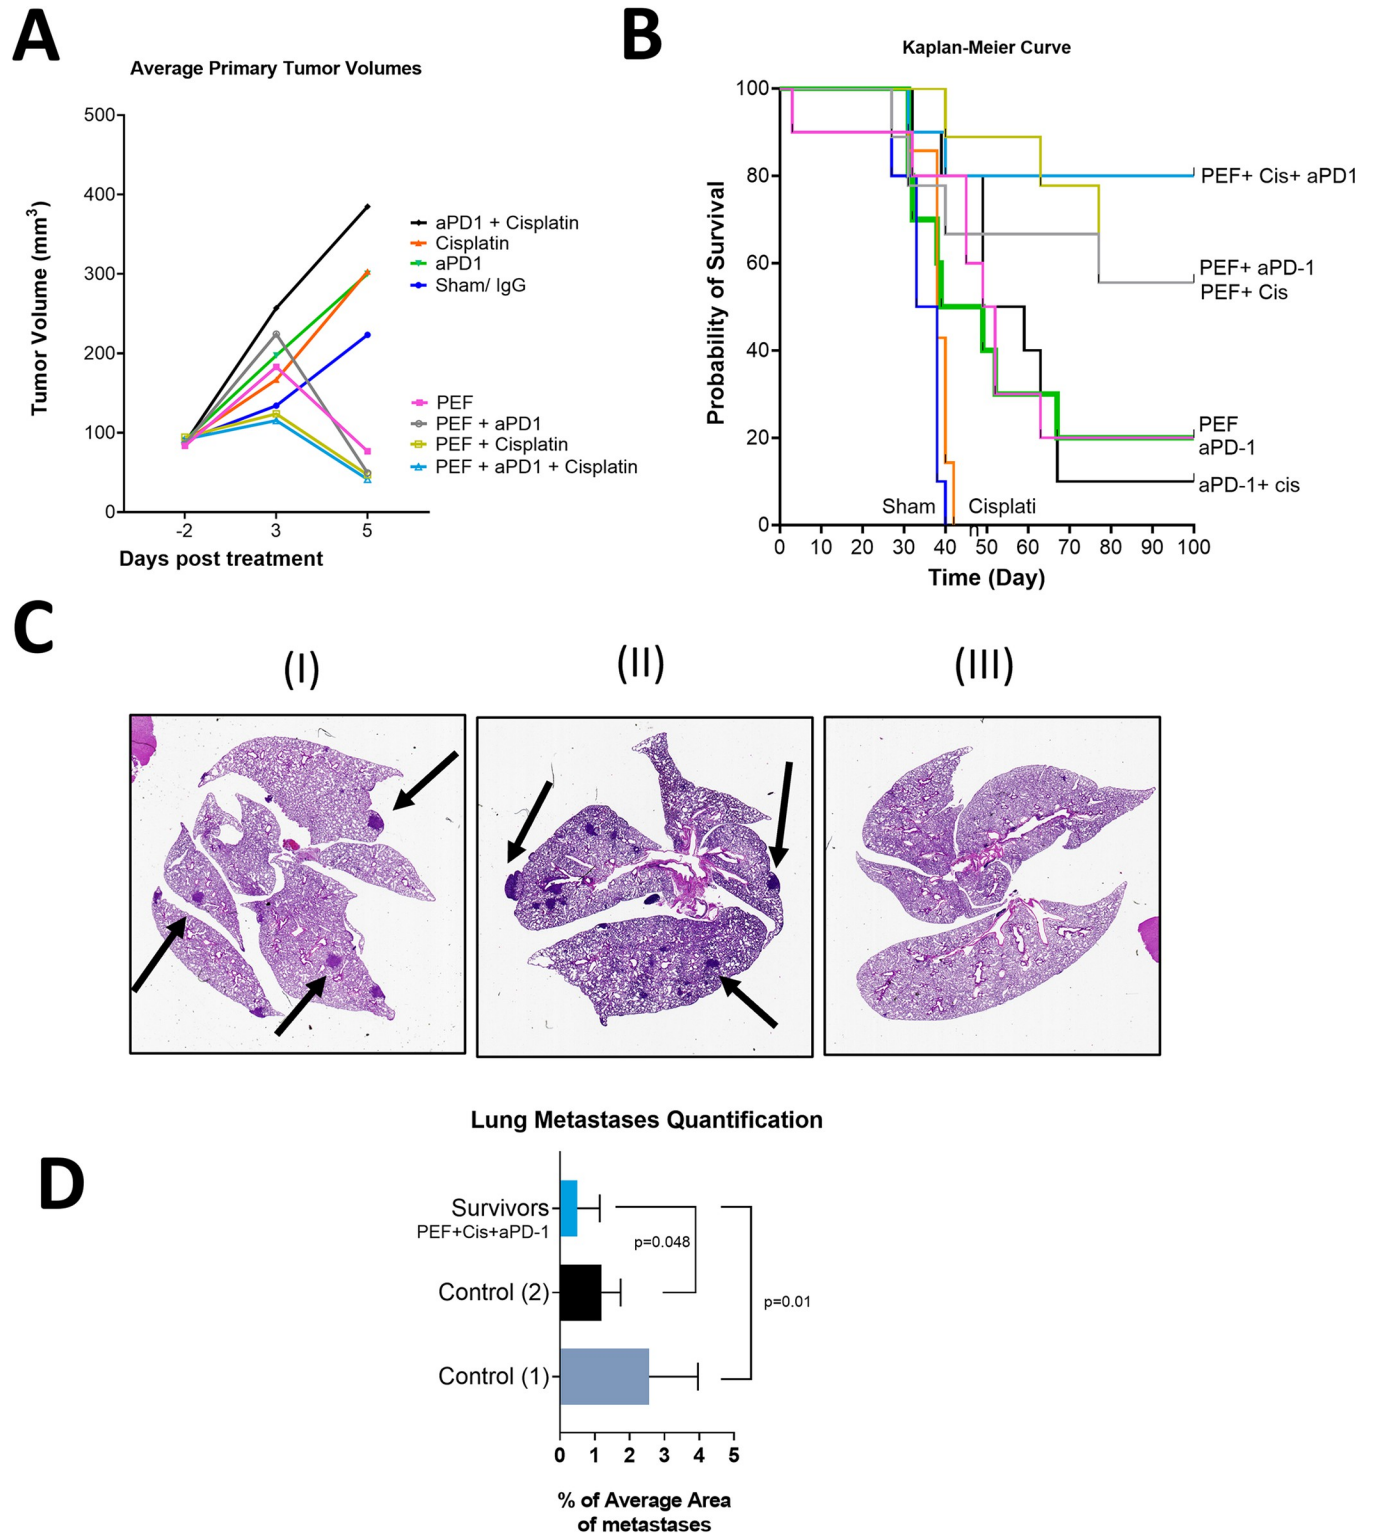 A
Average Primary Tumor Volumes
500
400
300
200
100
0
Tumor Volume (mm³)
-2
3
5
Days post treatment
aPD1 + Cisplatin
Cisplatin
aPD1
Sham/ IgG
PEF
PEF + aPD1
PEF + Cisplatin
PEF + aPD1 + Cisplatin
B
Kaplan-Meier Curve
100
80
60
40
20
0
Probability of Survival
0 10 20 30 40 50 60 70 80 90 100
Time (Day)
PEF+ Cis+ aPD1
PEF+ aPD-1
PEF+ Cis
PEF
aPD-1
aPD-1+ cis
Sham
Cisplati
n
C
(I)
(II)
(III)
D
Lung Metastases Quantification
Survivors
PEF+Cis+aPD-1
Control (2)
Control (1)
p=0.048
p=0.01
0 1 2 3 4 5
% of Average Area
of metastases